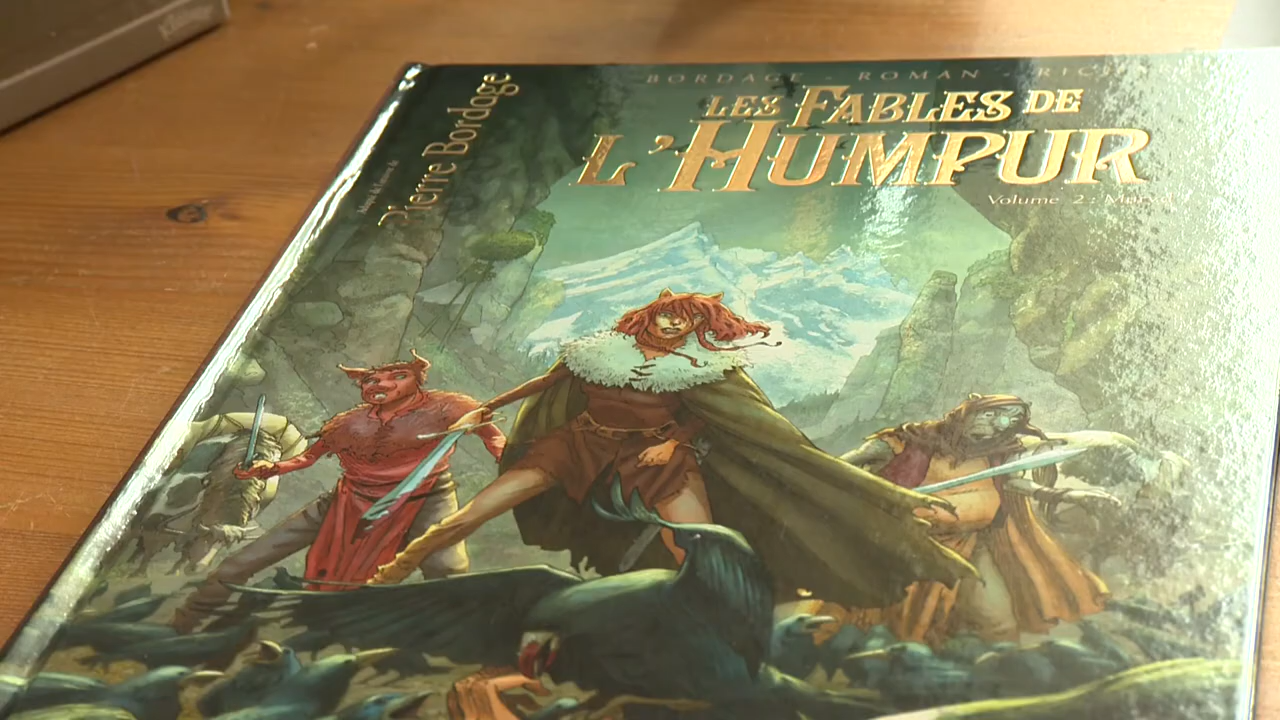 BORDAGE - ROMAN -
LES FABLES DE
L'HUMPUR
Volume 2 :
Pierre Bordage